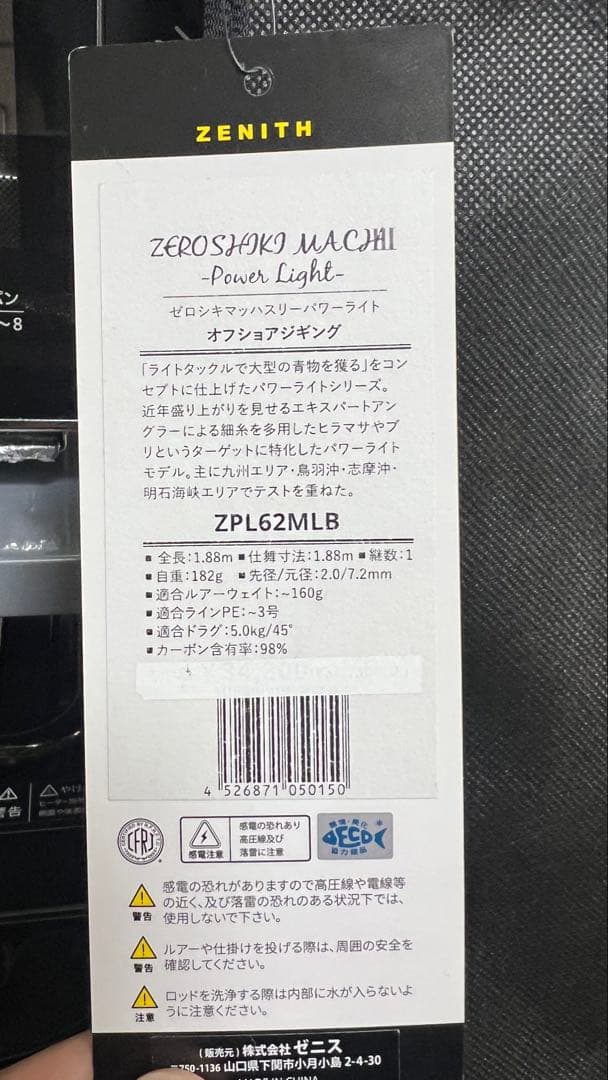 ZENITH
ZEROSHIKI MACHIII
-Power Light-
ゼロシキマッハスリーパワーライト
オフショアジギング
「ライトタックルで大型の青物を獲る」をコン
セプトに仕上げたパワーライトシリーズ。
近年盛り上がりを見せるエキスパートアン
グラーによる細糸を多用したヒラマサやブ
リというターゲットに特化したパワーライト
モデル。主に九州エリア・鳥羽沖・志摩沖・
明石海峡エリアでテストを重ねた。
ZPL62MLB
■全長:1.88m ■仕舞寸法:1.88m ■継数:1
■自重:182g ■先径/元径:2.0/7.2mm
■適合ルアーウェイト:~160g
■適合ラインPE:~3号
■適合ドラグ:5.0kg/45°
■カーボン含有率:98%
4 526871 050150
CFRJ
感電注意
感電の恐れあり
高圧線及び
落雷に注意
環境・美化
ECO
協力商品
感電の恐れがありますので高圧線や電線等
の近く、及び落雷の恐れのある状況下では、
使用しないで下さい。
警告
ルアーや仕掛けを投げる際は、周囲の安全を
確認してください。
警告
ロッドを洗浄する際は内部に水が入らないよ
うに注意ください。
注意
(販売元)株式会社ゼニス
〒750-1136 山口県下関市小月小島 2-4-30
MADE IN CHINA
パン
~8
警告